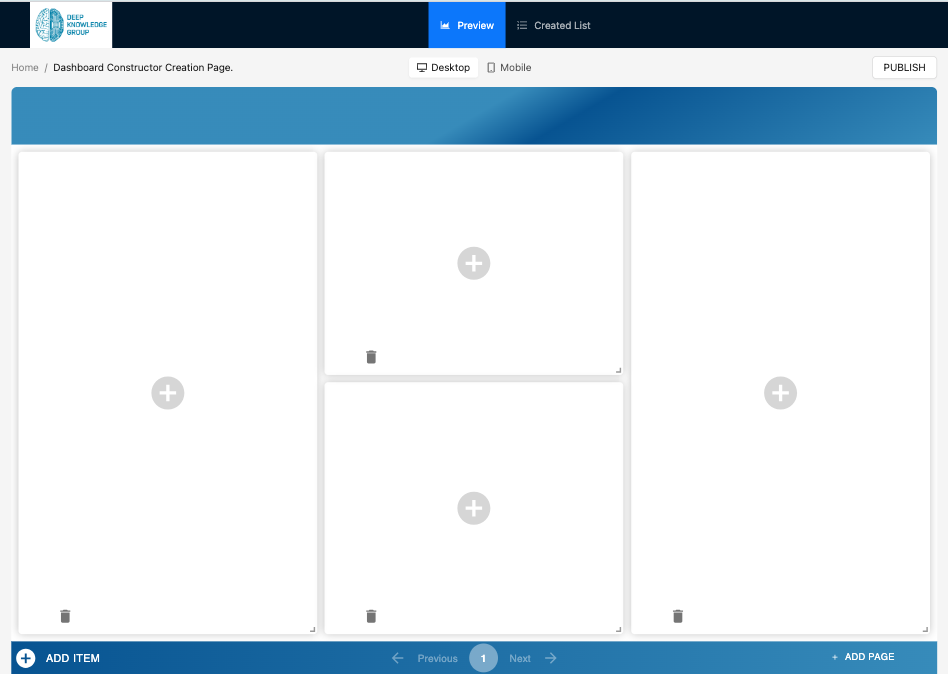 DEEP
KNOWLEDGE
GROUP
Preview
Created List
Home / Dashboard Constructor Creation Page.
Desktop
Mobile
PUBLISH
ADD ITEM
Previous
1
Next
+ ADD PAGE